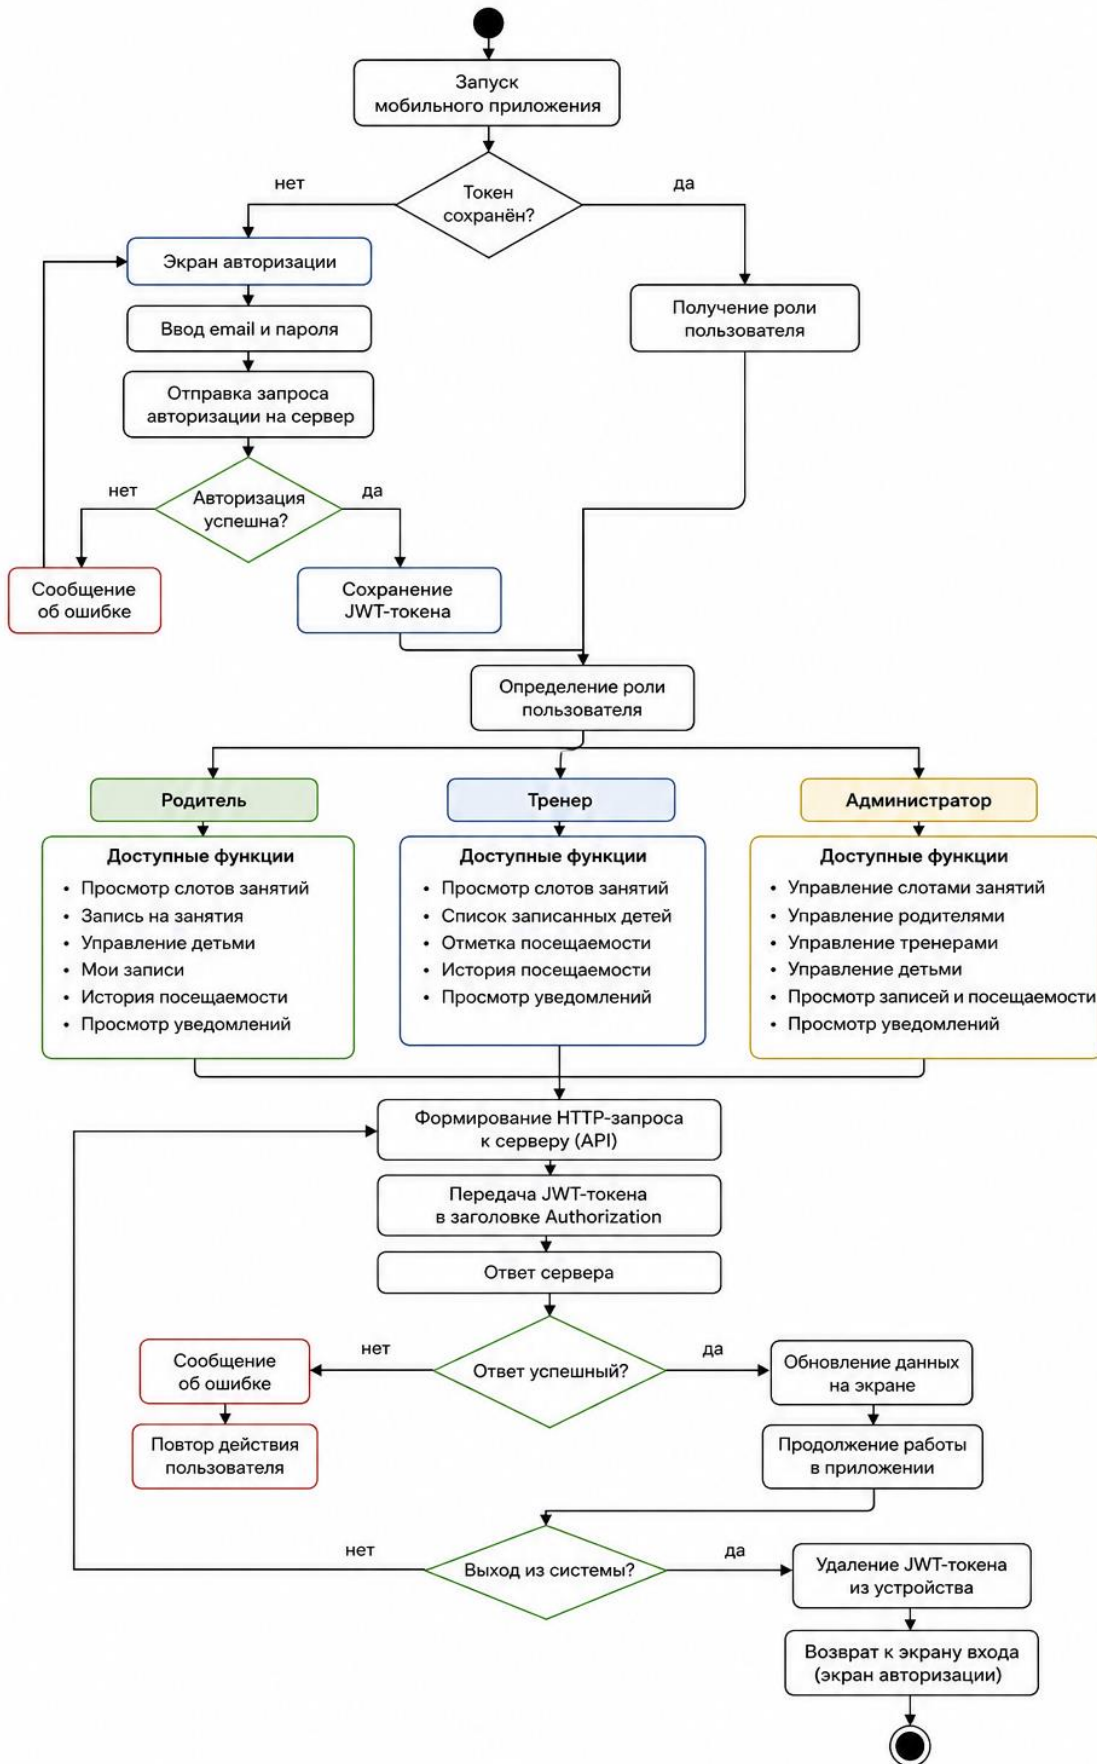 Запуск
мобильного приложения
Токен
сохранён?
нет
да
Экран авторизации
Получение роли
пользователя
Ввод email и пароля
Отправка запроса
авторизации на сервер
Авторизация
успешна?
нет
да
Сообщение
об ошибке
Сохранение
JWT-токена
Определение роли
пользователя
Родитель
Доступные функции
• Просмотр слотов занятий
• Запись на занятия
• Управление детьми
• Мои записи
• История посещаемости
• Просмотр уведомлений
Тренер
Доступные функции
• Просмотр слотов занятий
• Список записанных детей
• Отметка посещаемости
• История посещаемости
• Просмотр уведомлений
Администратор
Доступные функции
• Управление слотами занятий
• Управление родителями
• Управление тренерами
• Управление детьми
• Просмотр записей и посещаемости
• Просмотр уведомлений
Формирование HTTP-запроса
к серверу (API)
Передача JWT-токена
в заголовке Authorization
Ответ сервера
Ответ успешный?
нет
да
Сообщение
об ошибке
Повтор действия
пользователя
Обновление данных
на экране
Продолжение работы
в приложении
Выход из системы?
нет
да
Удаление JWT-токена
из устройства
Возврат к экрану входа
(экран авторизации)